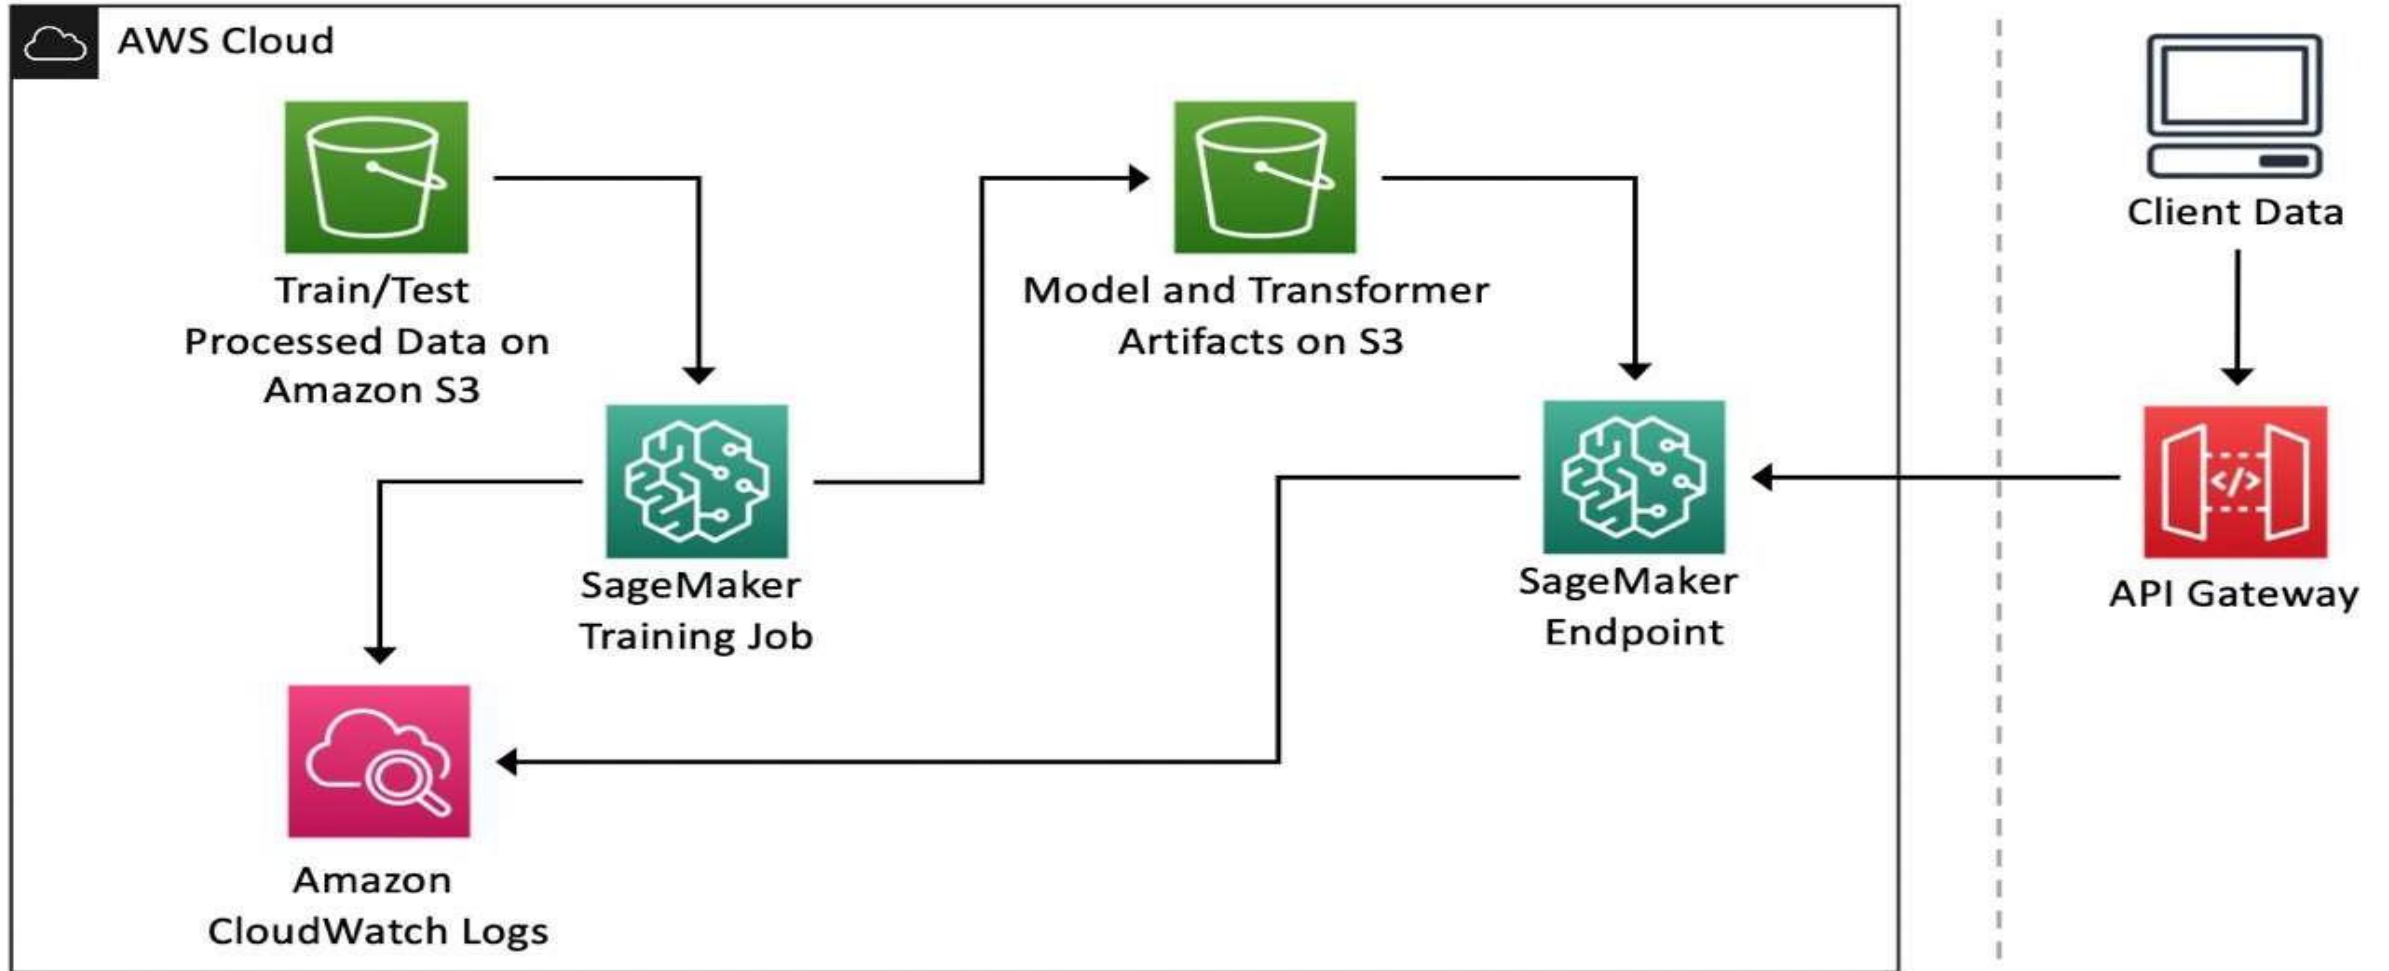 AWS Cloud
Train/Test
Processed Data on
Amazon S3
Model and Transformer
Artifacts on S3
Client Data
</>
SageMaker
Training Job
SageMaker
Endpoint
API Gateway
Amazon
CloudWatch Logs